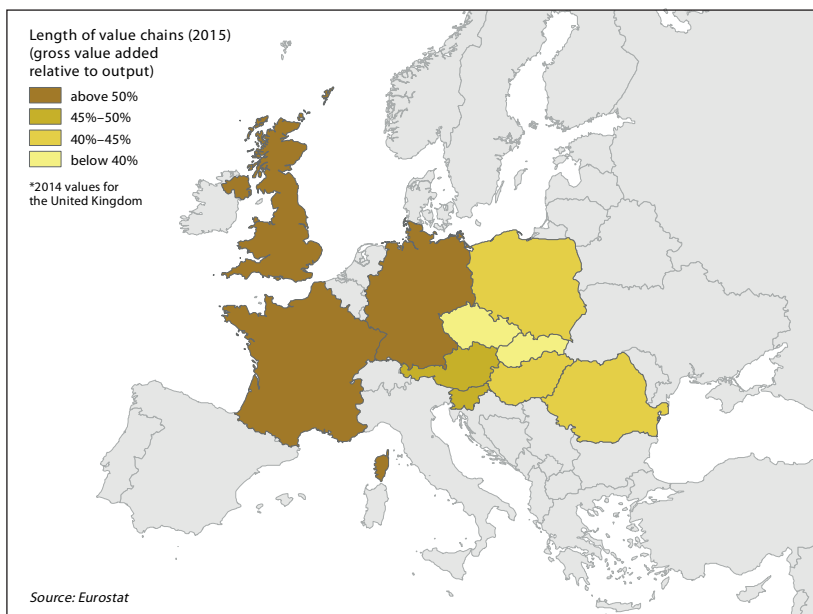 Length of value chains (2015)
(gross value added
relative to output)
above 50%
45%–50%
40%–45%
below 40%
*2014 values for
the United Kingdom
Source: Eurostat